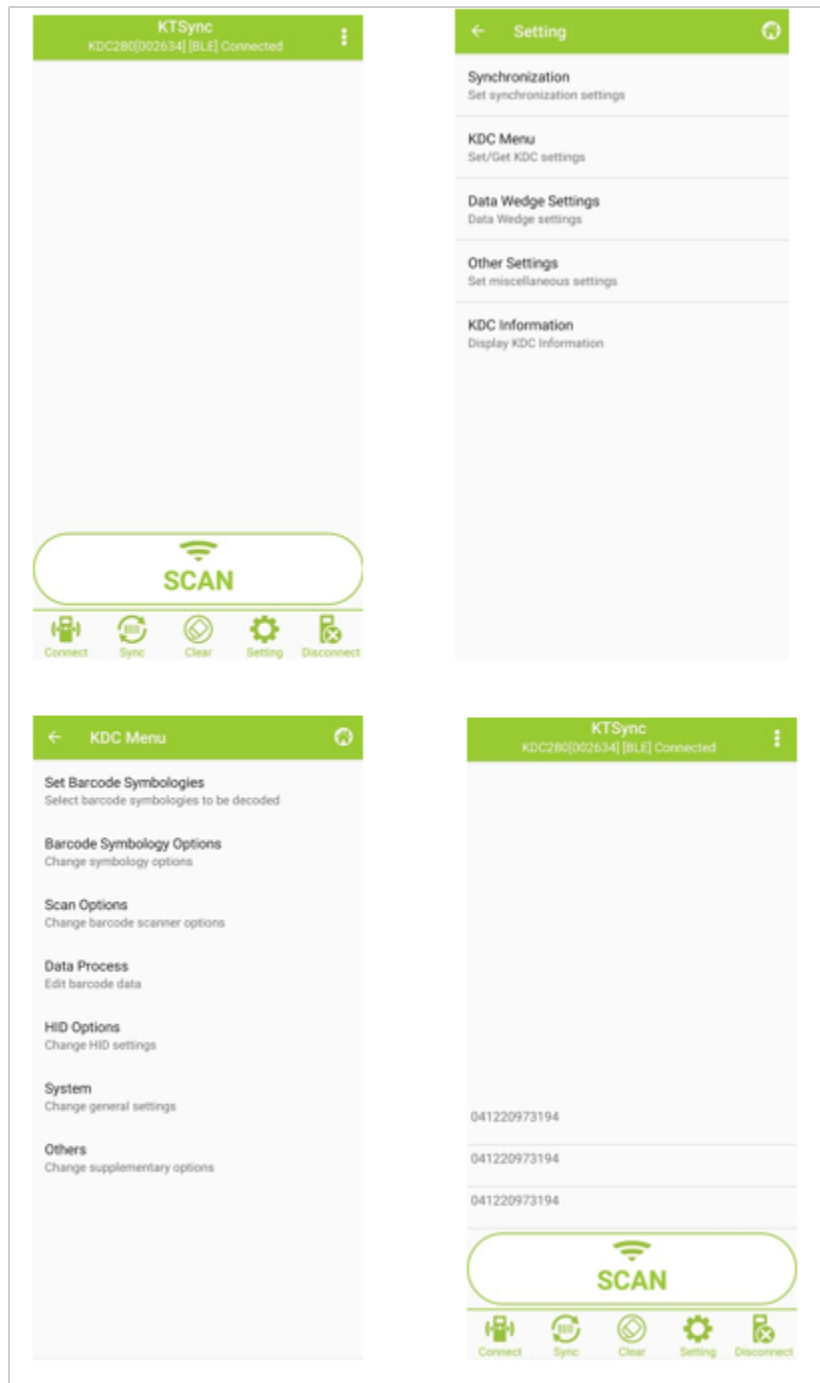 KTSync
KDC280[002634] [BLE] Connected
SCAN
Connect Sync Clear Setting Disconnect
Setting
Synchronization
Set synchronization settings
KDC Menu
Set/Get KDC settings
Data Wedge Settings
Data Wedge settings
Other Settings
Set miscellaneous settings
KDC Information
Display KDC Information
KDC Menu
Set Barcode Symbologies
Select barcode symbologies to be decoded
Barcode Symbology Options
Change symbology options
Scan Options
Change barcode scanner options
Data Process
Edit barcode data
HID Options
Change HID settings
System
Change general settings
Others
Change supplementary options
KTSync
KDC280[002634] [BLE] Connected
041220973194
041220973194
041220973194
SCAN
Connect Sync Clear Setting Disconnect